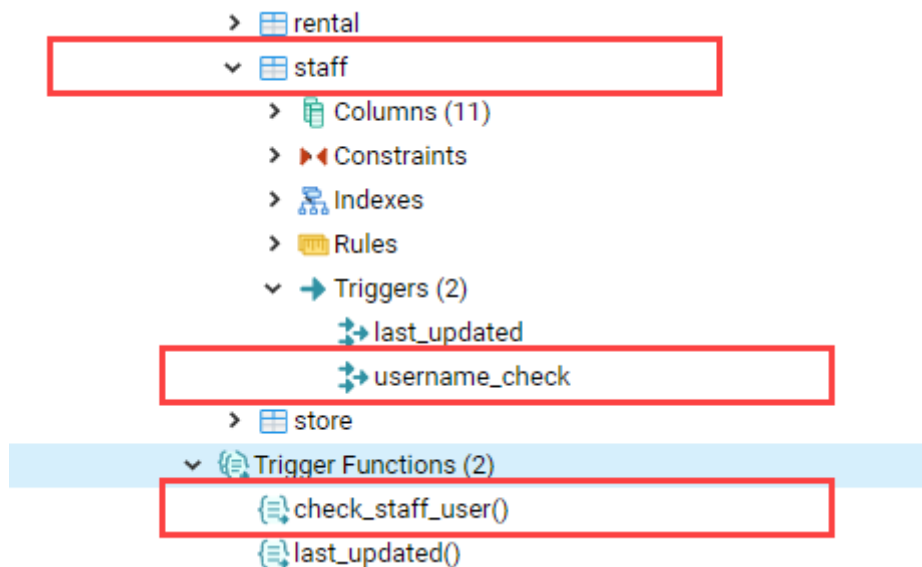 rental
staff
Columns (11)
Constraints
Indexes
Rules
Triggers (2)
last_updated
username_check
store
Trigger Functions (2)
check_staff_user()
last_updated()